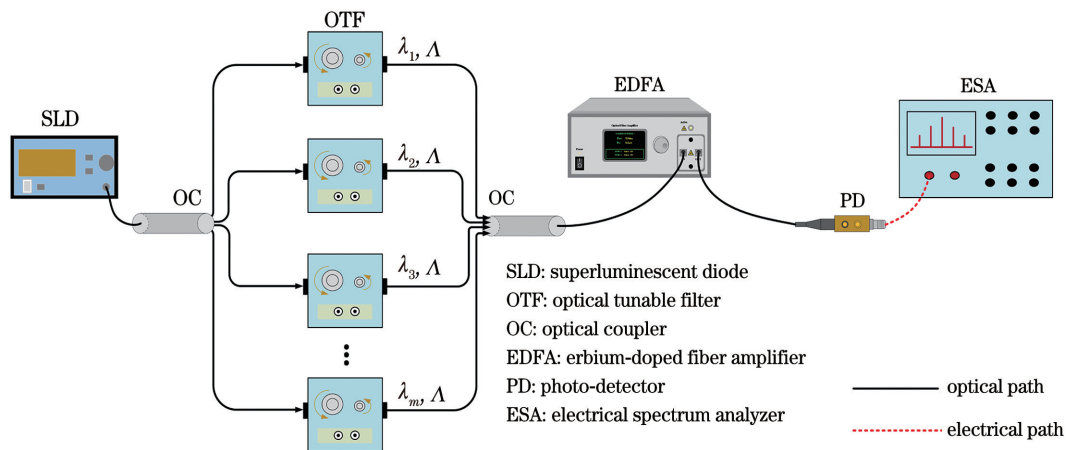 OTF
λ1, Λ
EDFA
ESA
SLD
λ2, Λ
OC
OC
PD
λ3, Λ
SLD: superluminescent diode
OTF: optical tunable filter
OC: optical coupler
EDFA: erbium-doped fiber amplifier
PD: photo-detector
ESA: electrical spectrum analyzer
λm, Λ
optical path
electrical path